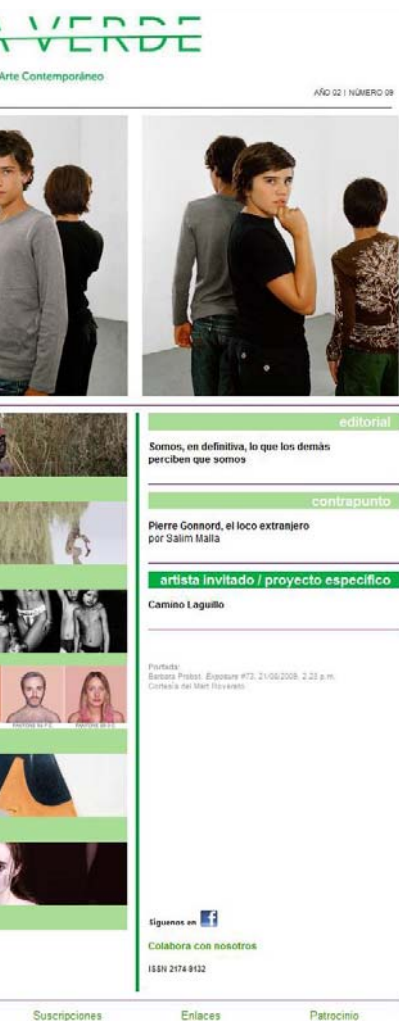 A VERDE
Arte Contemporáneo
AÑO 02 | NÚMERO 09
editorial
Somos, en definitiva, lo que los demás
perciben que somos
contrapunto
Pierre Gonnord, el loco extranjero
por Salim Malla
artista invitado / proyecto específico
Camino Laguillo
Portada:
Barbara Probst. Exposure #73, 21/08/2009, 2.23 p.m.
Cortesía del Mart Rovereto.
Síguenos en
Colabora con nosotros
ISSN 2174-9132
Suscripciones
Enlaces
Patrocinio